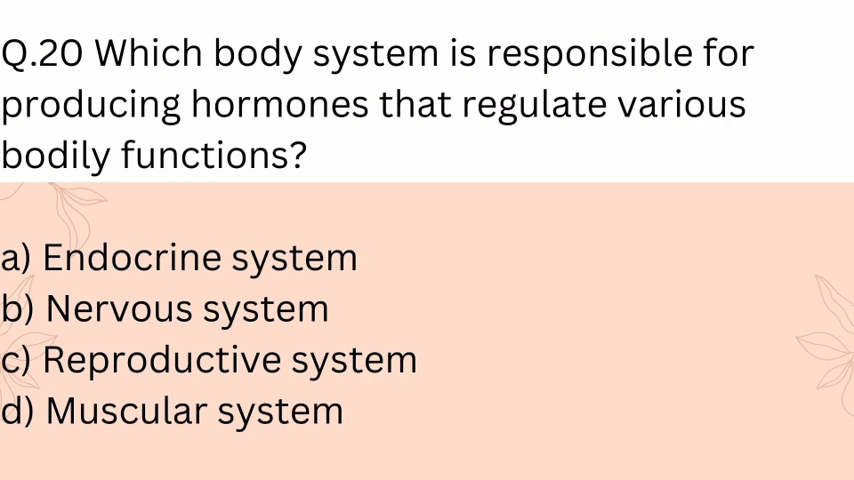 Q.20 Which body system is responsible for
producing hormones that regulate various
bodily functions?
a) Endocrine system
b) Nervous system
c) Reproductive system
d) Muscular system